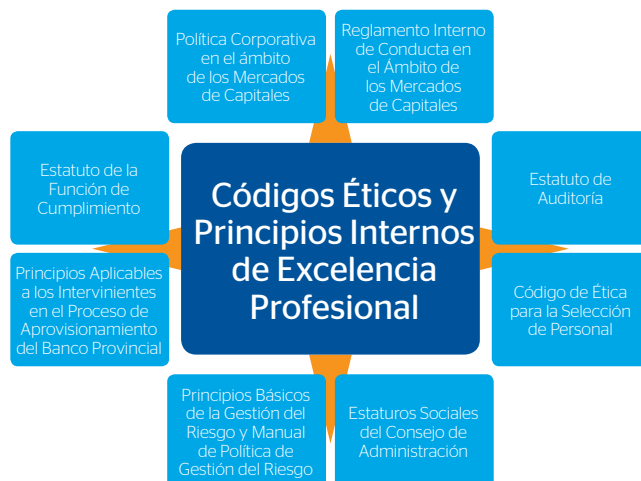 Política Corporativa
en el ámbito
de los Mercados
de Capitales
Reglamento Interno
de Conducta en
el Ámbito de
los Mercados
de Capitales
Estatuto de la
Función de
Cumplimiento
Códigos Éticos y
Principios Internos
de Excelencia
Profesional
Estatuto de
Auditoría
Principios Aplicables
a los Intervinientes
en el Proceso de
Aprovisionamiento
del Banco Provincial
Código de Ética
para la Selección
de Personal
Principios Básicos
de la Gestión del
Riesgo y Manual
de Política de
Gestión del Riesgo
Estaturos Sociales
del Consejo de
Administración